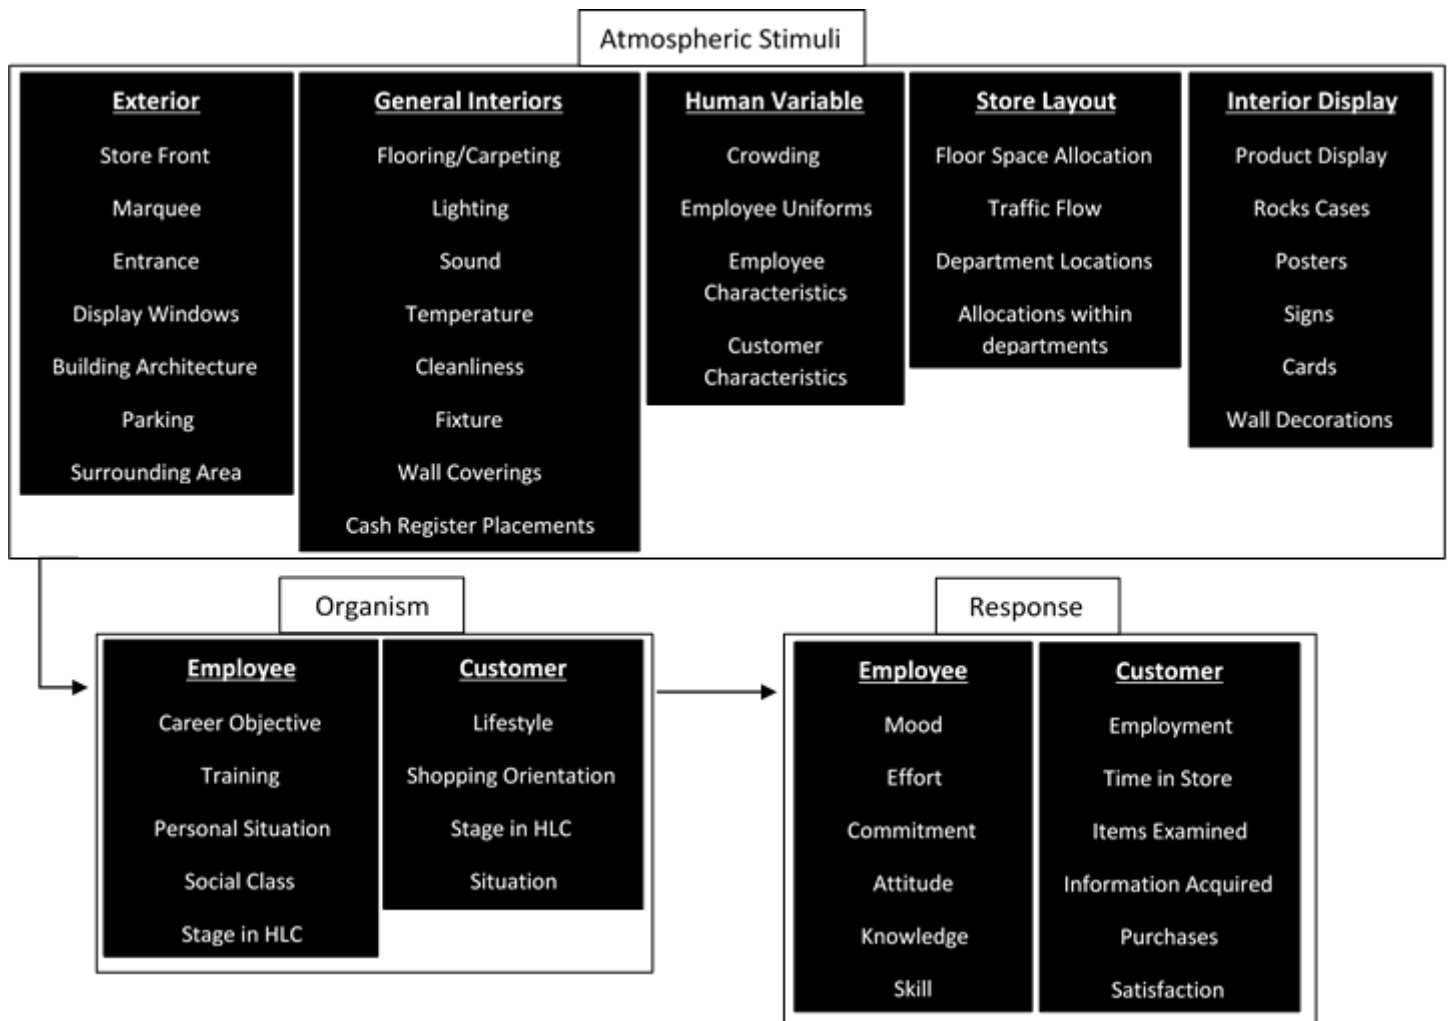 Atmospheric Stimuli
Exterior
Store Front
Marquee
Entrance
Display Windows
Building Architecture
Parking
Surrounding Area
General Interiors
Flooring/Carpeting
Lighting
Sound
Temperature
Cleanliness
Fixture
Wall Coverings
Cash Register Placements
Human Variable
Crowding
Employee Uniforms
Employee
Characteristics
Customer
Characteristics
Store Layout
Floor Space Allocation
Traffic Flow
Department Locations
Allocations within
departments
Interior Display
Product Display
Rocks Cases
Posters
Signs
Cards
Wall Decorations
Organism
Employee
Career Objective
Training
Personal Situation
Social Class
Stage in HLC
Customer
Lifestyle
Shopping Orientation
Stage in HLC
Situation
Response
Employee
Mood
Effort
Commitment
Attitude
Knowledge
Skill
Customer
Employment
Time in Store
Items Examined
Information Acquired
Purchases
Satisfaction